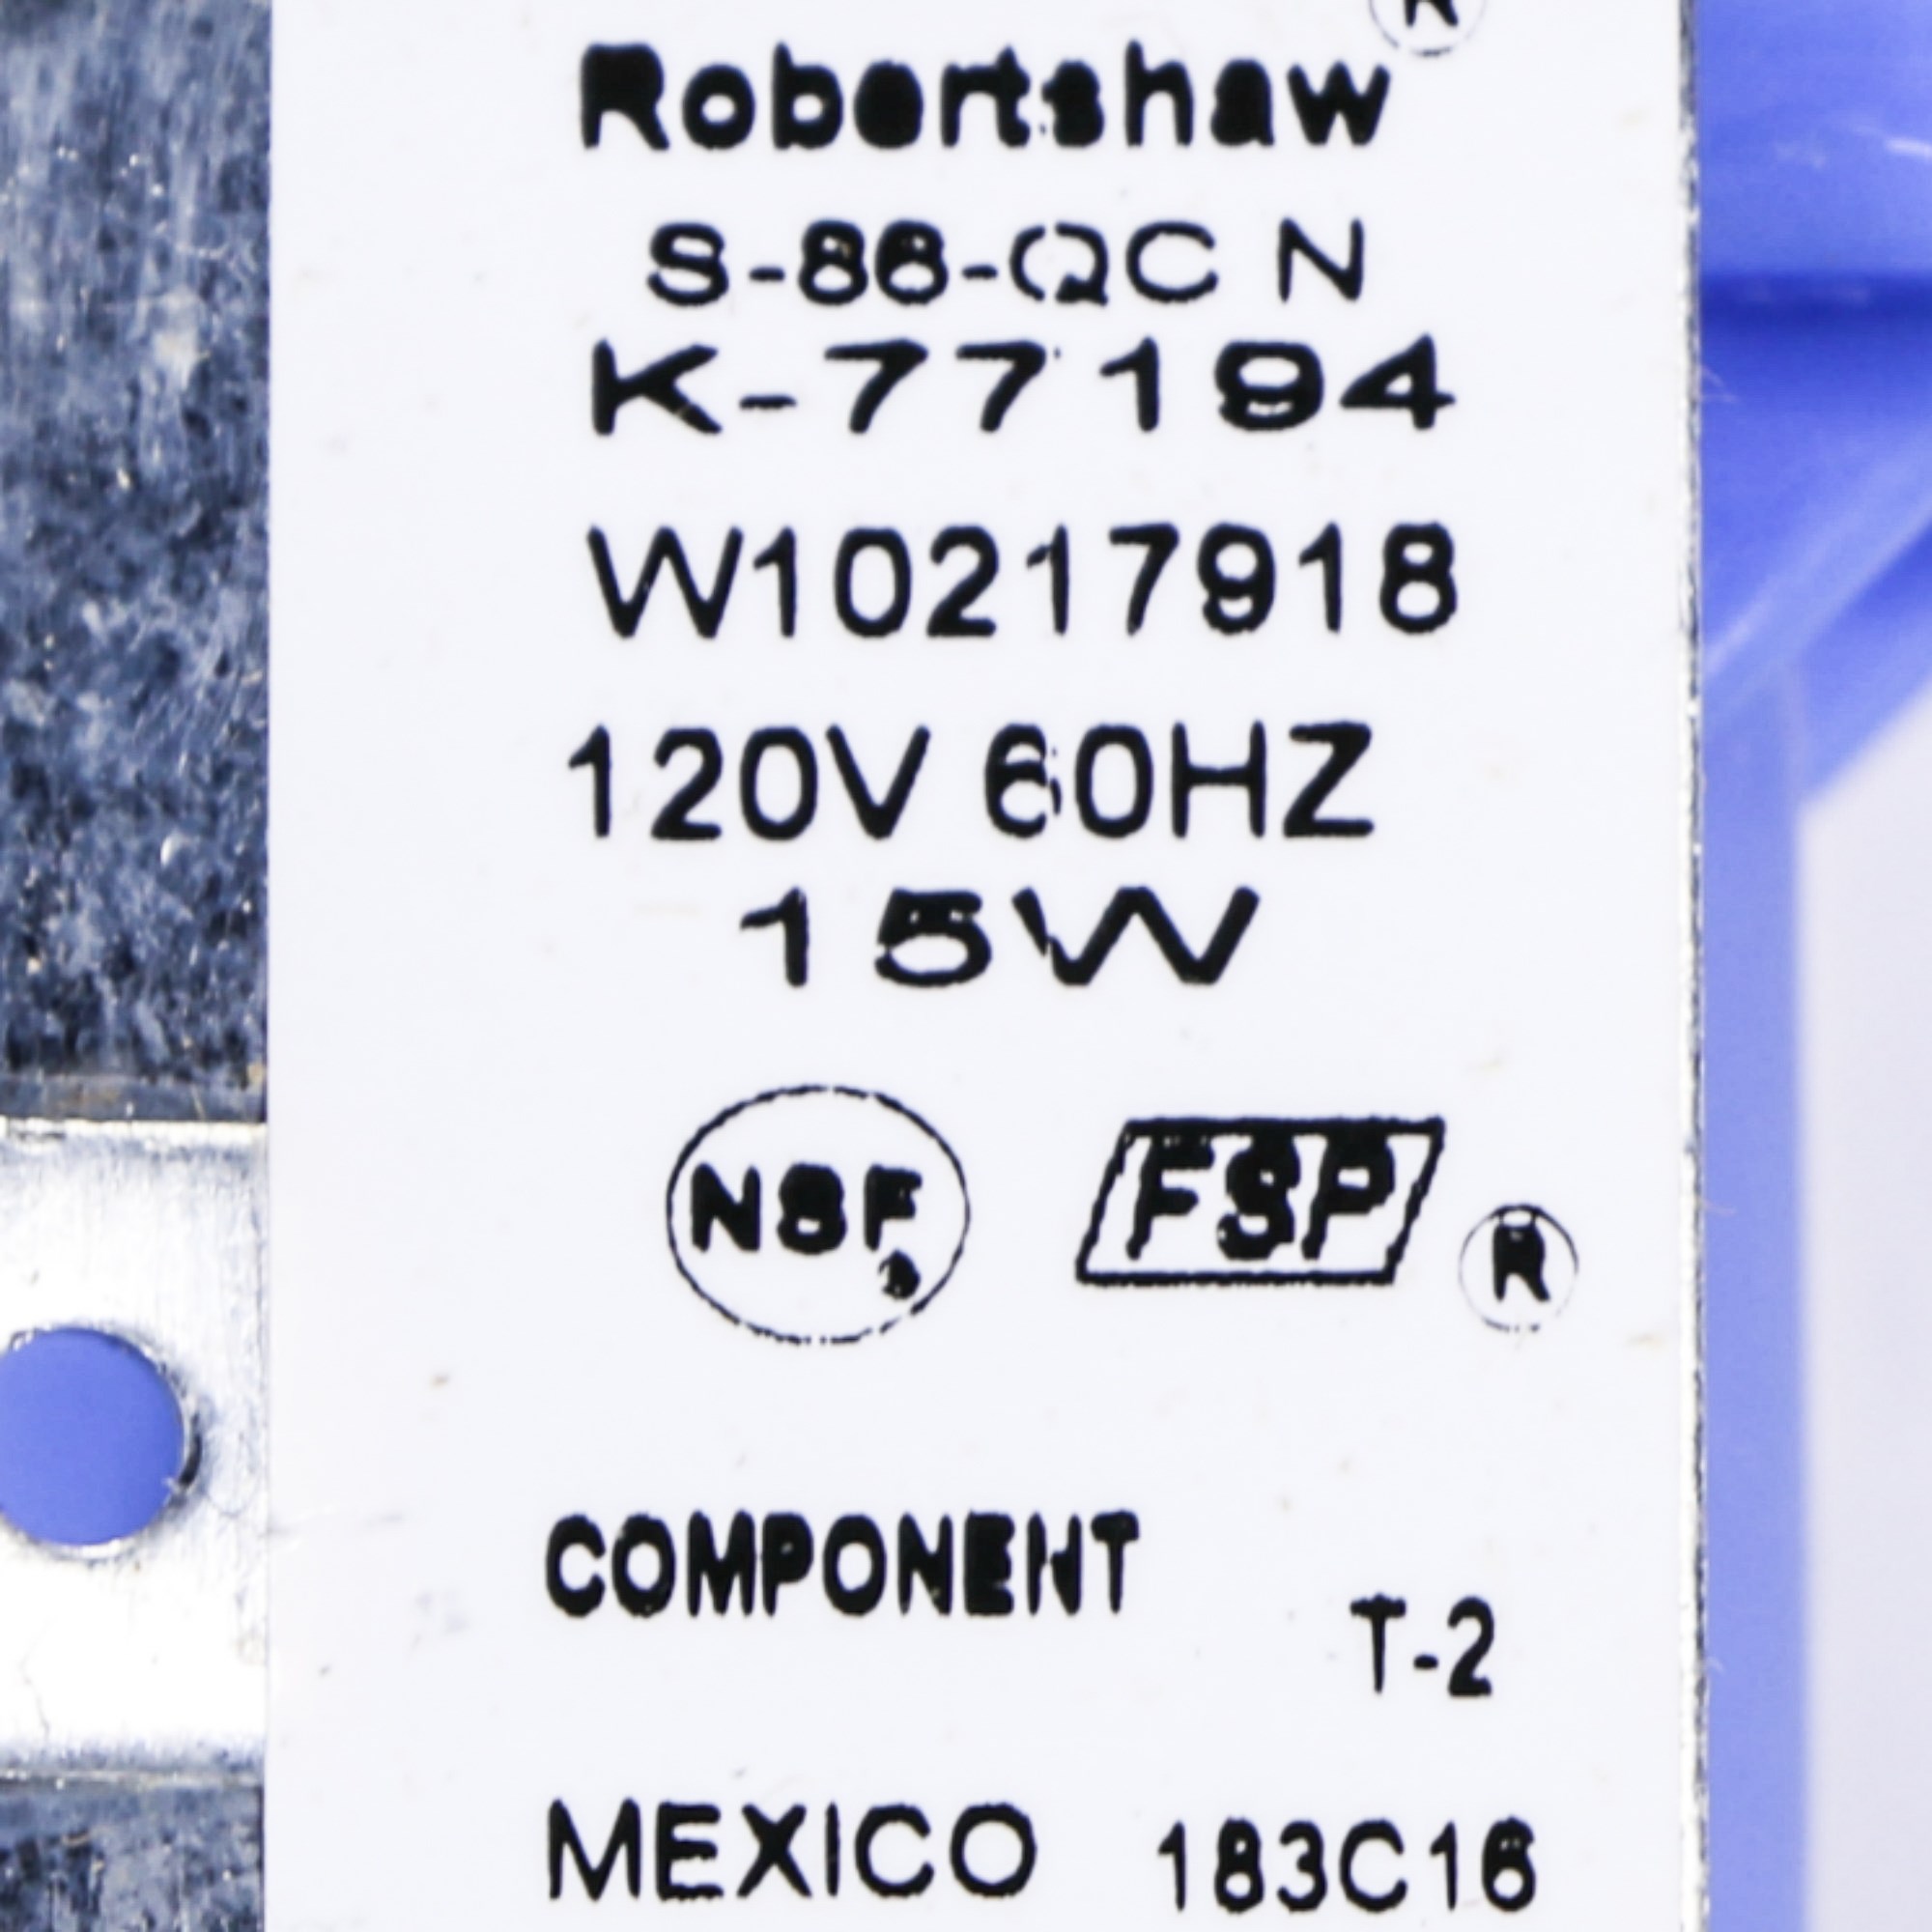 Robertshaw ®
S-86-QC N
K-77194
W10217918
120V 60HZ
15W
NSF® FSP ®
COMPONENT
T-2
MEXICO 183C16